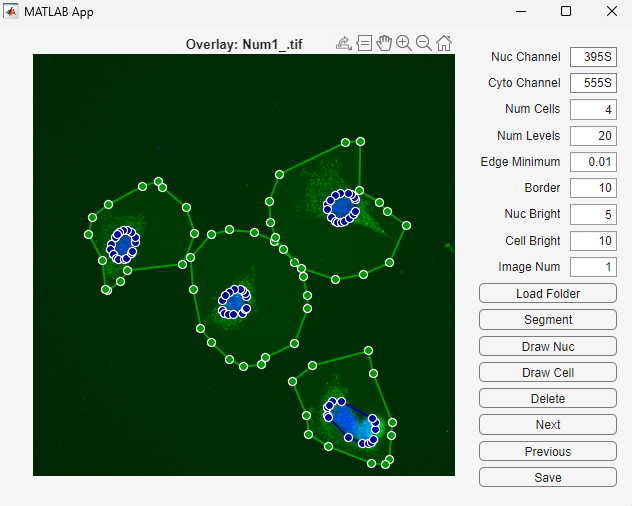 MATLAB App
Overlay: Num1_.tif
Nuc Channel 395S
Cyto Channel 555S
Num Cells 4
Num Levels 20
Edge Minimum 0.01
Border 10
Nuc Bright 5
Cell Bright 10
Image Num 1
Load Folder
Segment
Draw Nuc
Draw Cell
Delete
Next
Previous
Save